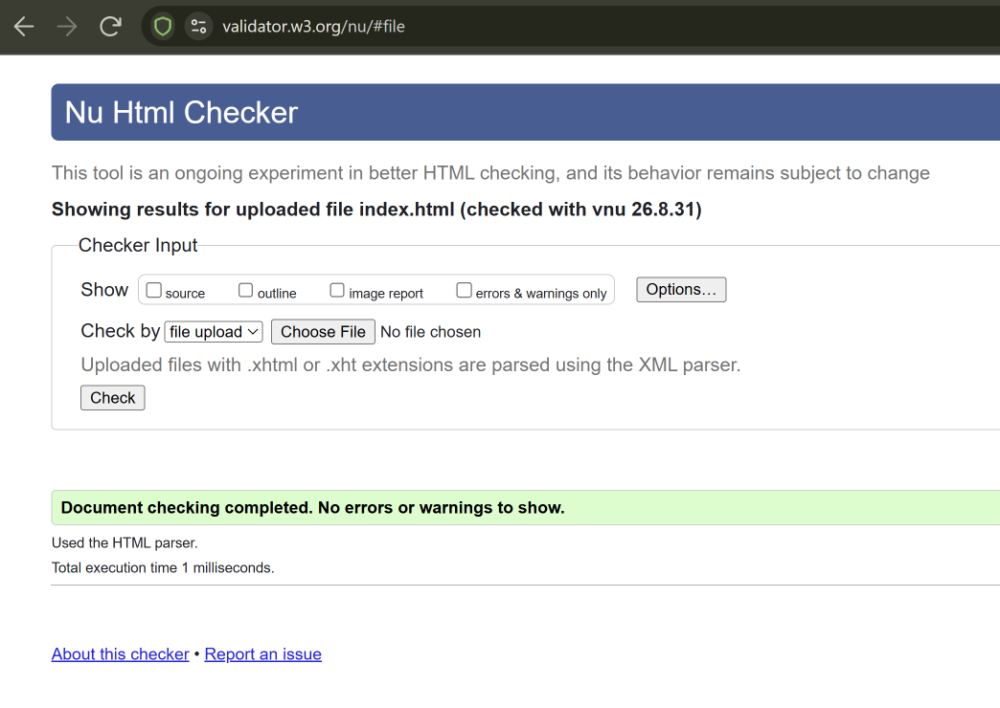 validator.w3.org/nu/#file
Nu Html Checker
This tool is an ongoing experiment in better HTML checking, and its behavior remains subject to change
Showing results for uploaded file index.html (checked with vnu 26.8.31)
Checker Input
Show source outline image report errors & warnings only Options...
Check by file upload Choose File No file chosen
Uploaded files with .xhtml or .xht extensions are parsed using the XML parser.
Check
Document checking completed. No errors or warnings to show.
Used the HTML parser.
Total execution time 1 milliseconds.
About this checker • Report an issue